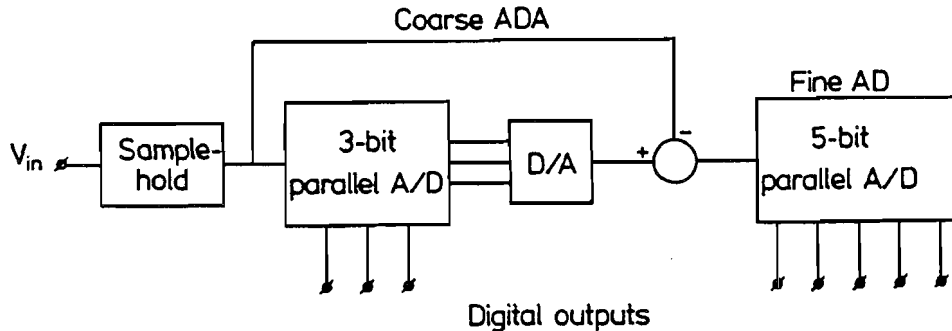 Coarse ADA
Fine AD
V_in
Sample-
hold
3-bit
parallel A/D
D/A
+
-
5-bit
parallel A/D
Digital outputs